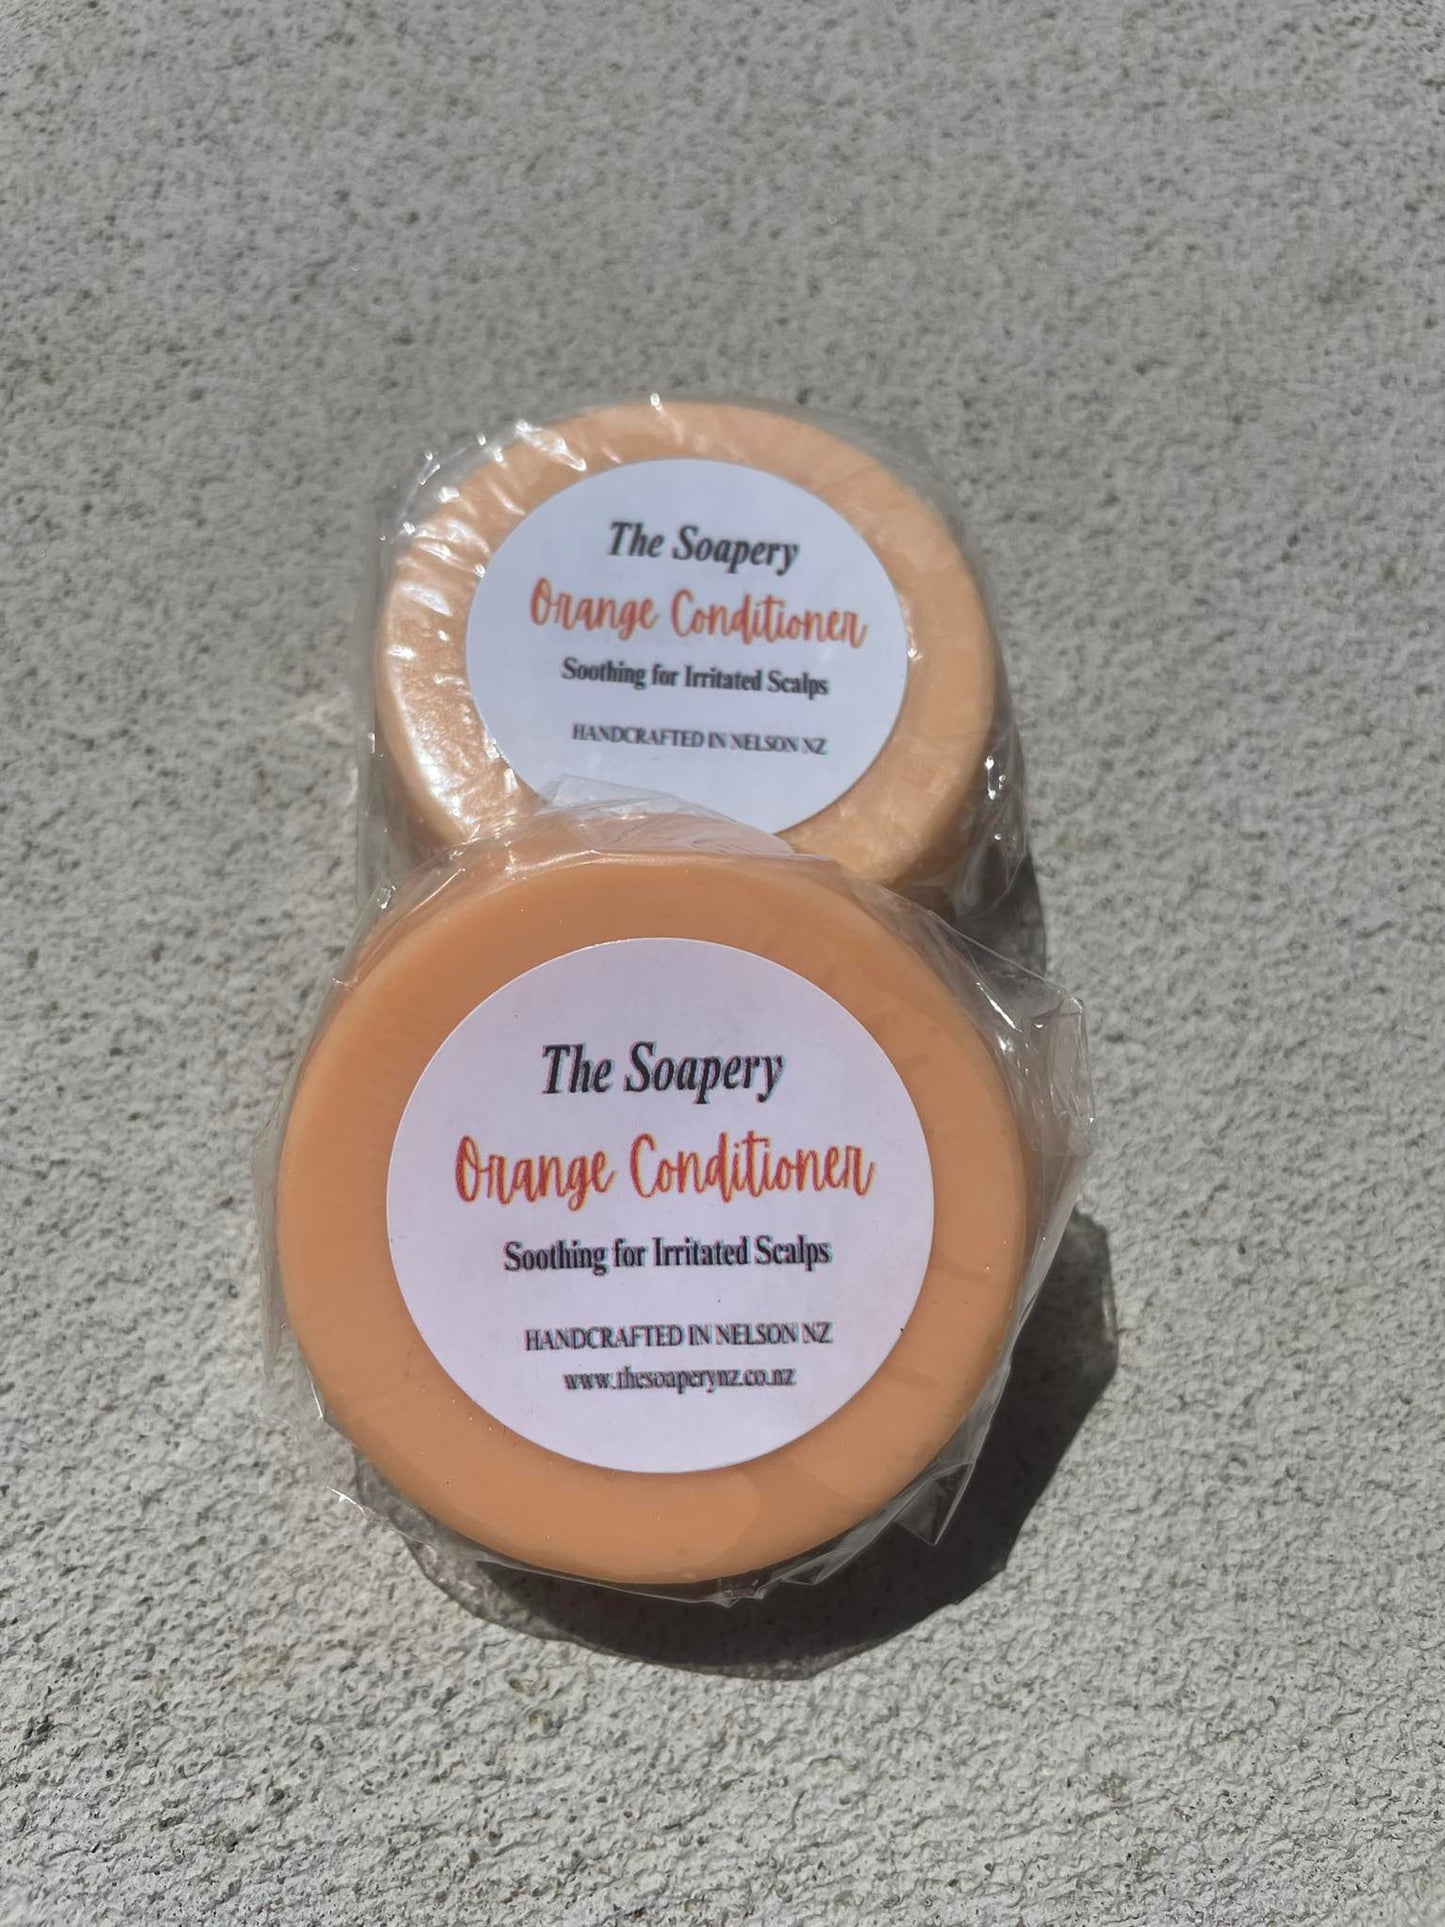 The Soapery
Orange Conditioner
Soothing for Irritated Scalps
HANDCRAFTED IN NELSON NZ
The Soapery
Orange Conditioner
Soothing for Irritated Scalps
HANDCRAFTED IN NELSON NZ
www.thesoaperynz.co.nz